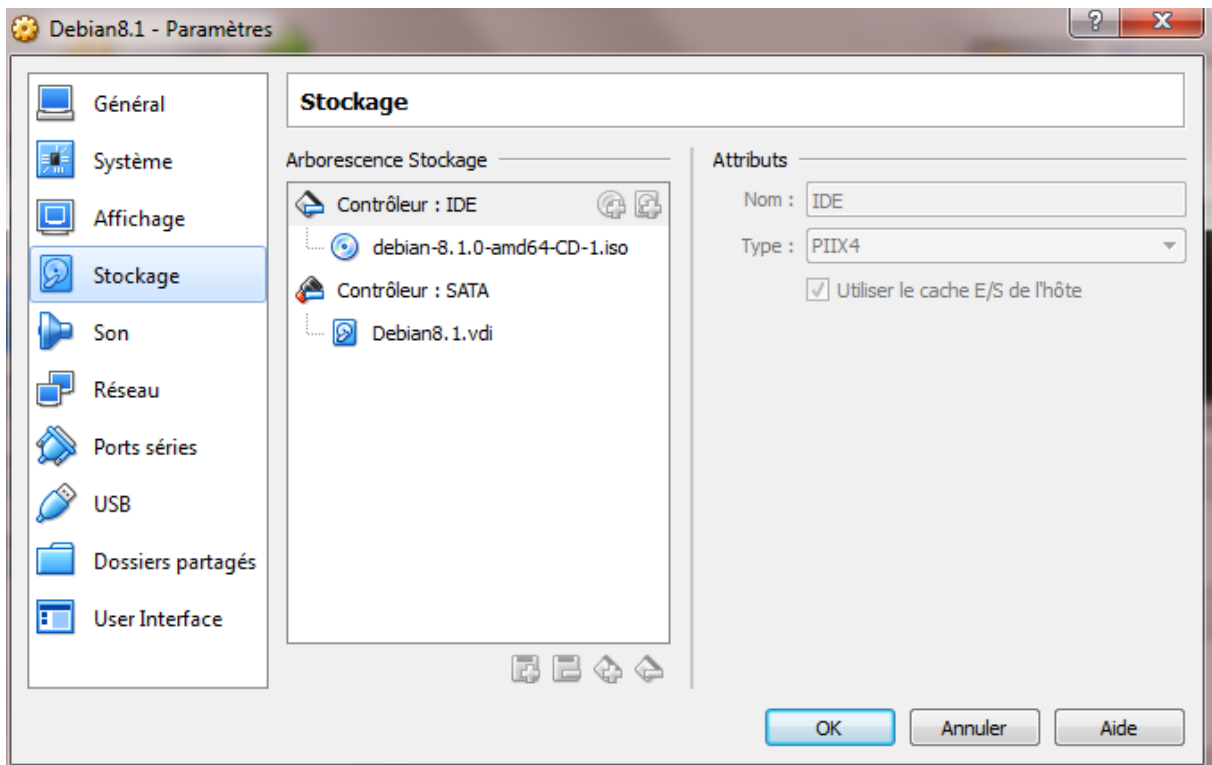 Debian8.1 - Paramètres
Général
Système
Affichage
Stockage
Son
Réseau
Ports séries
USB
Dossiers partagés
User Interface
Stockage
Arborescence Stockage
Contrôleur : IDE
debian-8.1.0-amd64-CD-1.iso
Contrôleur : SATA
Debian8.1.vdi
Attributs
Nom : IDE
Type : PIIX4
Utiliser le cache E/S de l'hôte
OK Annuler Aide